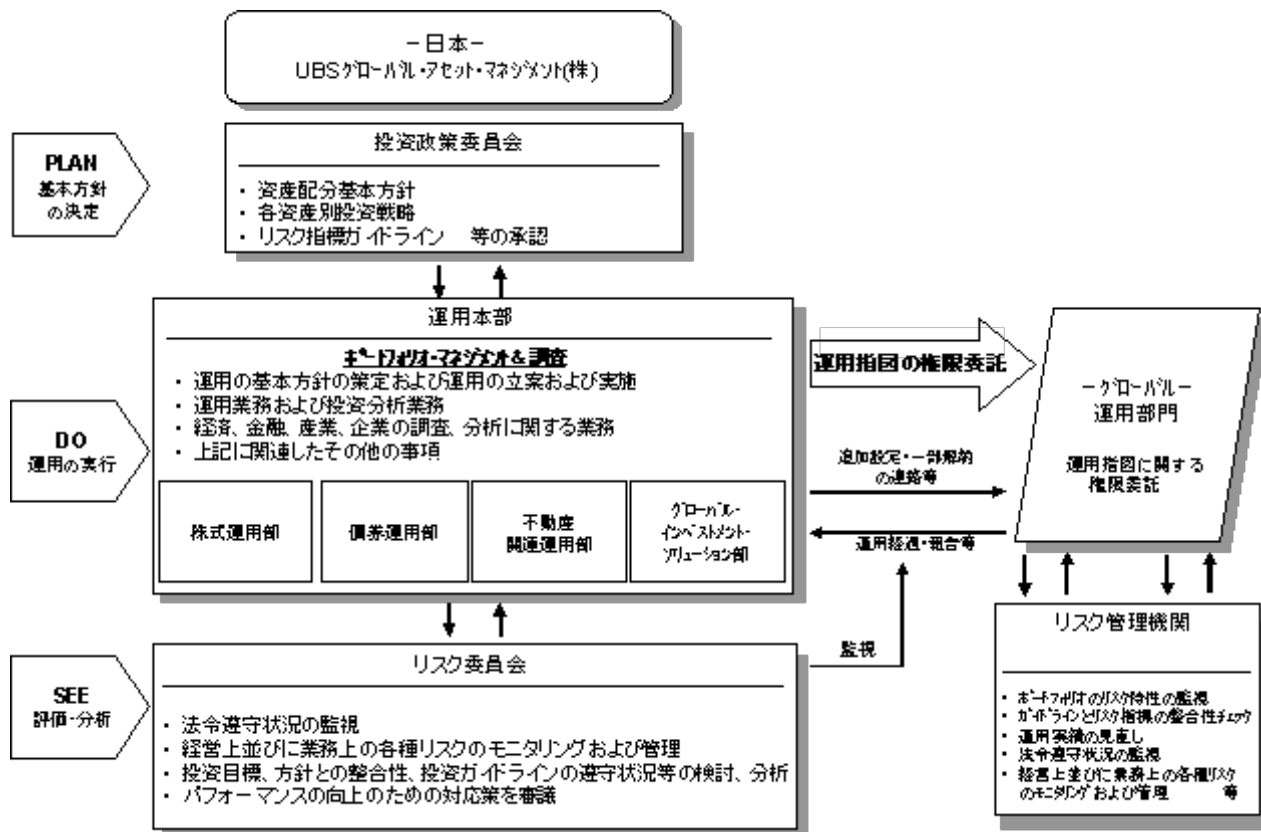 －日本－
UBSグローバル・アセット・マネジメント(株)
PLAN
基本方針
の決定
投資政策委員会
・ 資産配分基本方針
・ 各資産別投資戦略
・ リスク指標ガイドライン　等の承認
DO
運用の実行
運用本部
ポートフォリオ・マネジメント＆調査
・ 運用の基本方針の策定および運用の立案および実施
・ 運用業務および投資分析業務
・ 経済、金融、産業、企業の調査、分析に関する業務
・ 上記に関連したその他の事項
株式運用部
債券運用部
不動産
関連運用部
グローバル・
インベストメント・
ソリューション部
運用指図の権限委託
追加設定・一部解約
の連絡等
運用経過・報告等
監視
－グローバル－
運用部門
運用指図に関する
権限委託
SEE
評価・分析
リスク委員会
・ 法令遵守状況の監視
・ 経営上並びに業務上の各種リスクのモニタリングおよび管理
・ 投資目標、方針との整合性、投資ガイドラインの遵守状況等の検討、分析
・ パフォーマンスの向上のための対応策を審議
リスク管理機関
・ ポートフォリオのリスク特性の監視
・ ガイドラインとリスク指標の整合性チェック
・ 運用実績の見直し
・ 法令遵守状況の監視
・ 経営上並びに業務上の各種リスク
のモニタリングおよび管理　等